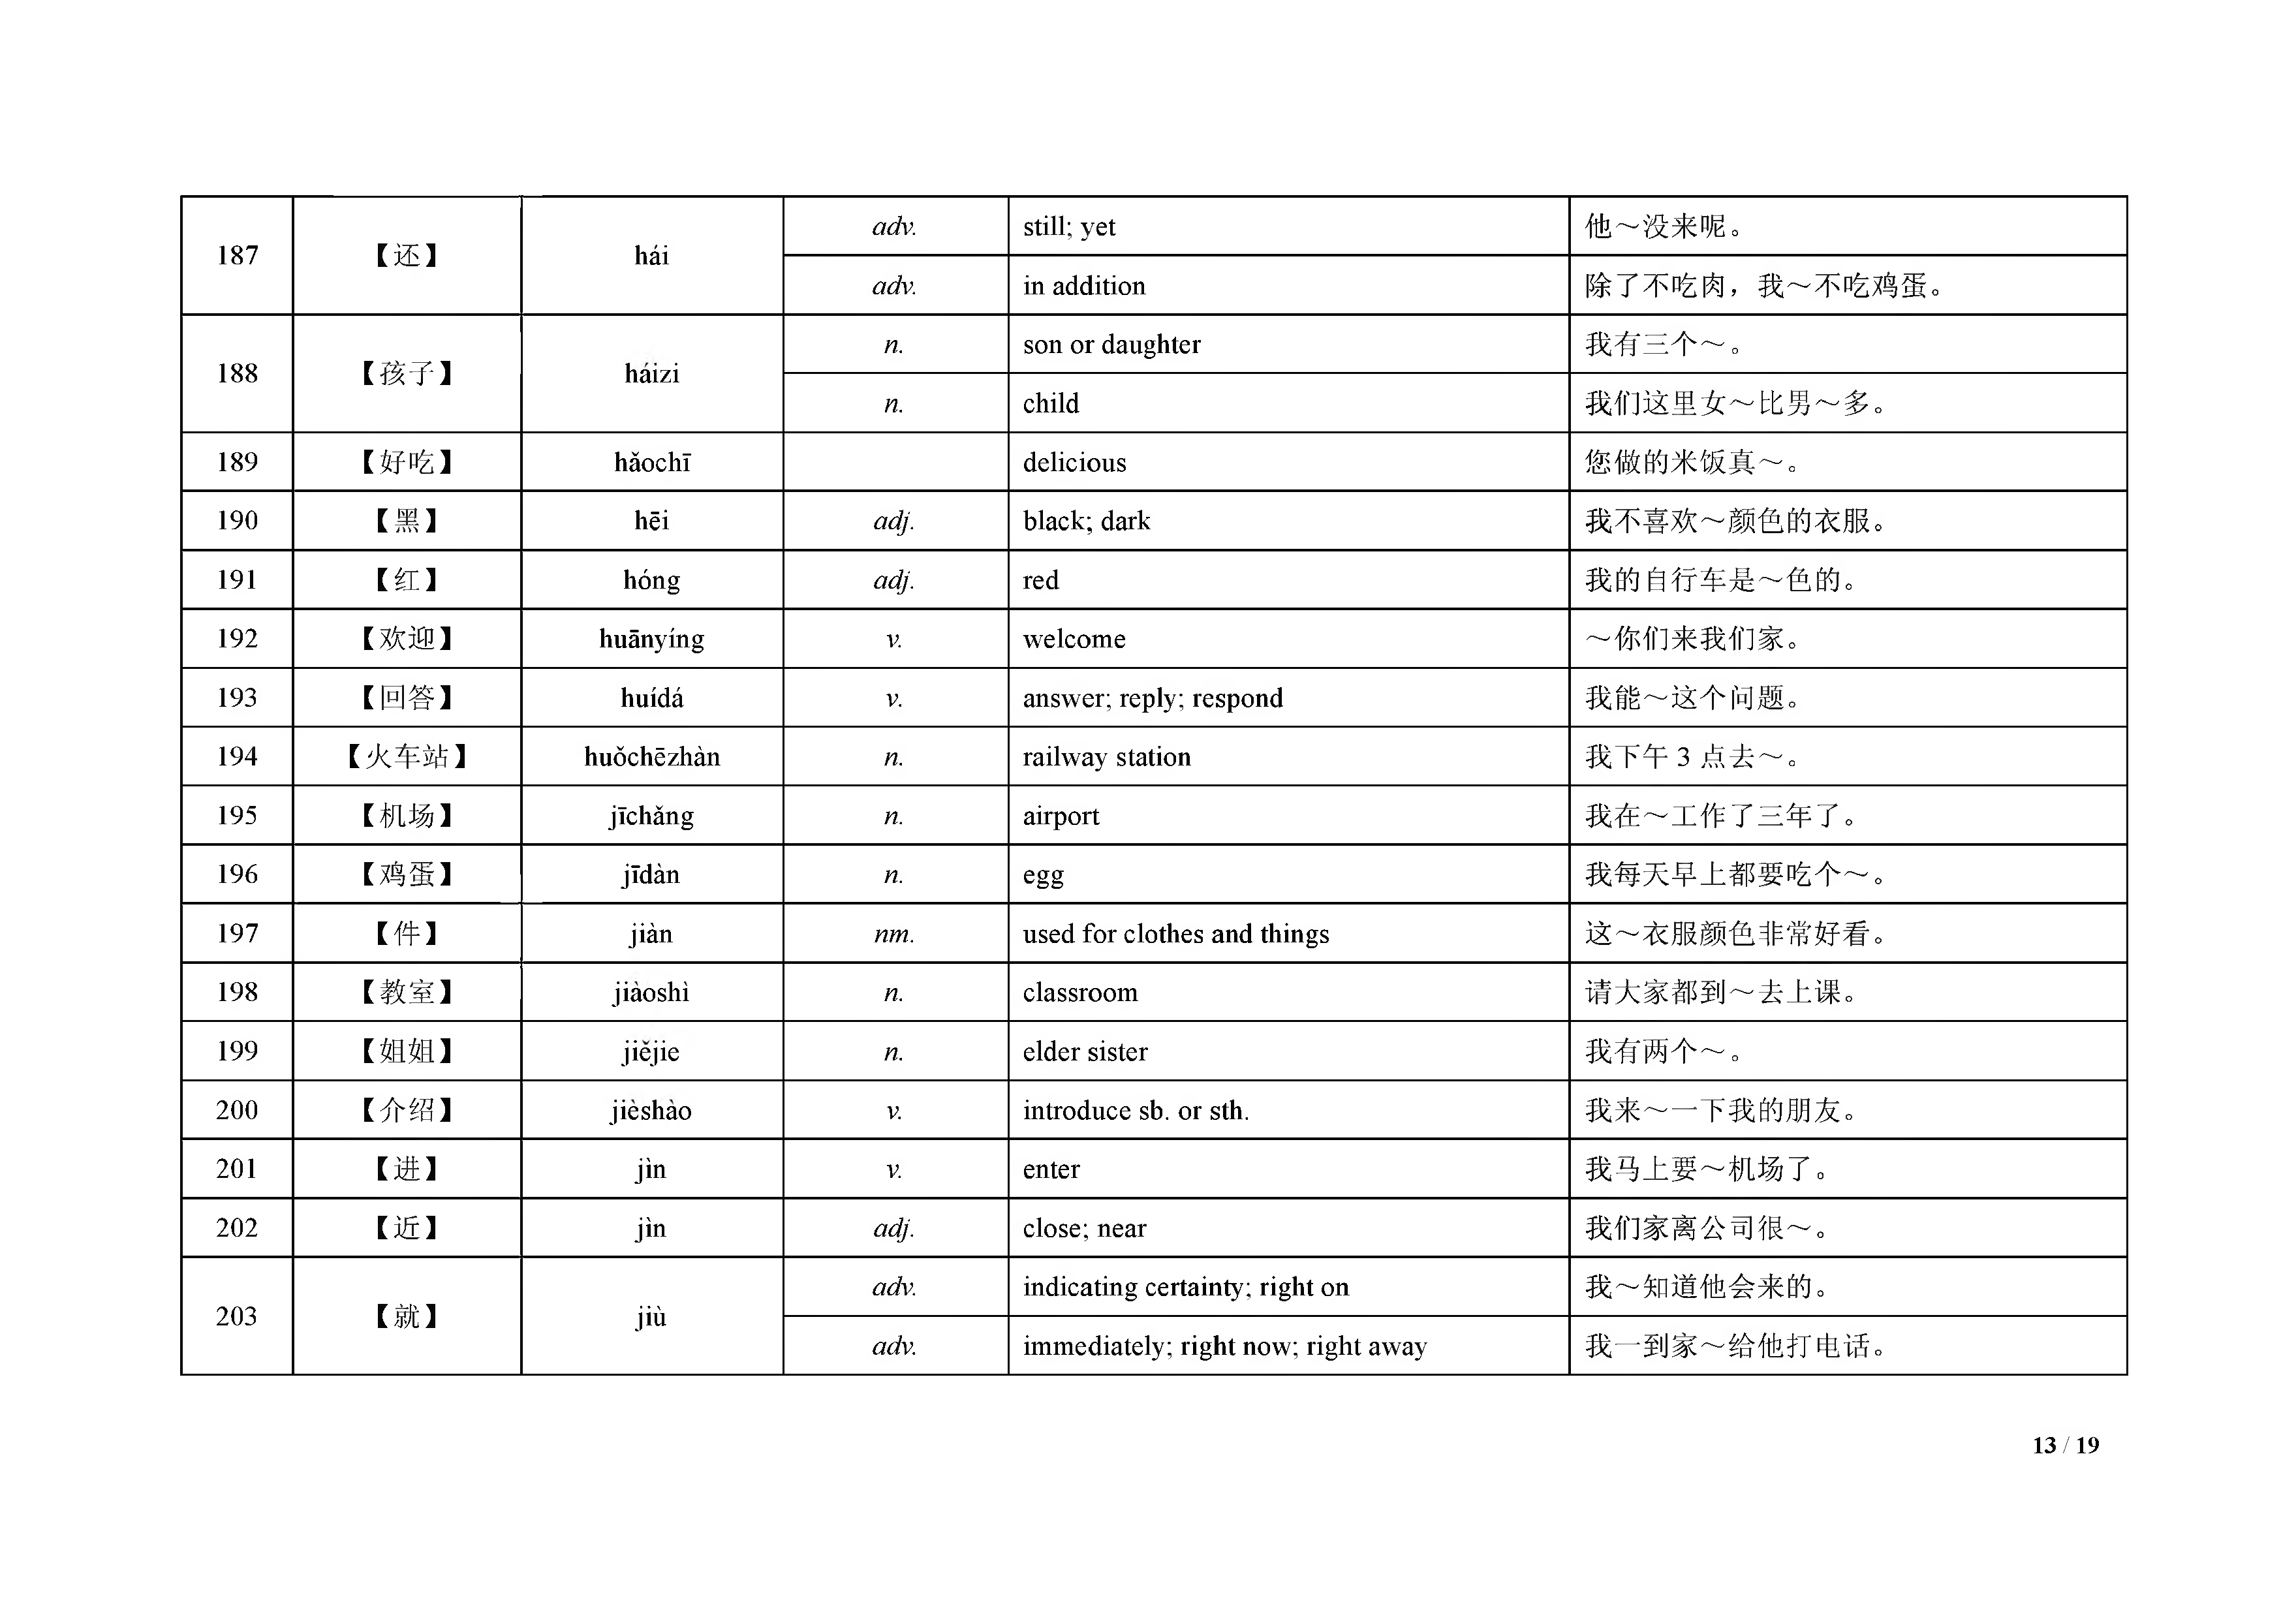 187 【还】 hái adv. still; yet 他～没来呢。
adv. in addition 除了不吃肉，我～不吃鸡蛋。
188 【孩子】 háizi n. son or daughter 我有三个～。
n. child 我们这里女～比男～多。
189 【好吃】 hǎochī delicious 您做的米饭真～。
190 【黑】 hēi adj. black; dark 我不喜欢～颜色的衣服。
191 【红】 hóng adj. red 我的自行车是～色的。
192 【欢迎】 huānyíng v. welcome ～你们来我们家。
193 【回答】 huídá v. answer; reply; respond 我能～这个问题。
194 【火车站】 huǒchēzhàn n. railway station 我下午 3 点去～。
195 【机场】 jīchǎng n. airport 我在～工作了三年了。
196 【鸡蛋】 jīdàn n. egg 我每天早上都要吃个～。
197 【件】 jiàn nm. used for clothes and things 这～衣服颜色非常好看。
198 【教室】 jiàoshì n. classroom 请大家都到～去上课。
199 【姐姐】 jiějie n. elder sister 我有两个～。
200 【介绍】 jièshào v. introduce sb. or sth. 我来～一下我的朋友。
201 【进】 jìn v. enter 我马上要～机场了。
202 【近】 jìn adj. close; near 我们家离公司很～。
203 【就】 jiù adv. indicating certainty; right on 我～知道他会来的。
adv. immediately; right now; right away 我一到家～给他打电话。
13 / 19